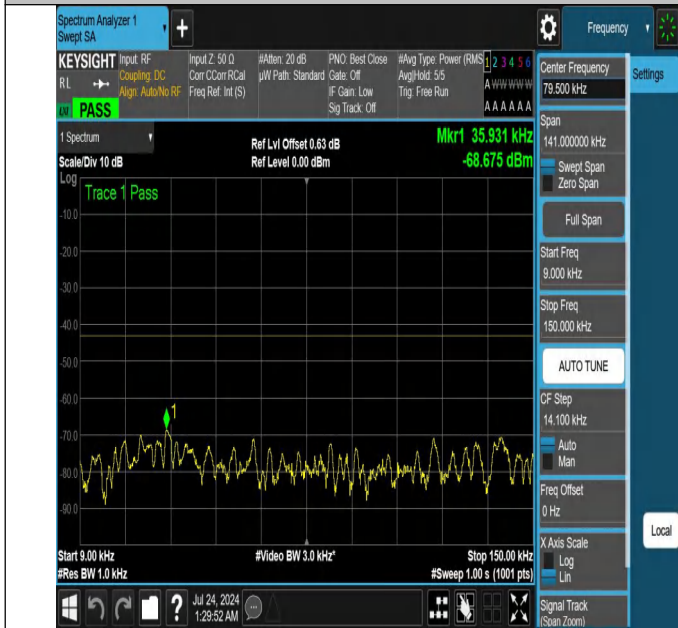 Spectrum Analyzer 1
Swept SA
+
Frequency
KEYSIGHT
RL
PASS
Input: RF
Coupling: DC
Align: Auto/No RF
Input Z: 50 Ω
Corr CCorr RCal
Freq Ref: Int (S)
#Atten: 20 dB
µW Path: Standard
PNO: Best Close
Gate: Off
IF Gain: Low
Sig Track: Off
#Avg Type: Power (RMS
Avg|Hold: 5/5
Trig: Free Run
1 2 3 4 5 6
A W W W W W
A A A A A A
1 Spectrum
Scale/Div 10 dB
Ref Lvl Offset 0.63 dB
Ref Level 0.00 dBm
Mkr1 35.931 kHz
-68.675 dBm
Log
Trace 1 Pass
-10.0
-20.0
-30.0
-40.0
-50.0
-60.0
-70.0
-80.0
-90.0
1
Start 9.00 kHz
#Res BW 1.0 kHz
#Video BW 3.0 kHz*
Stop 150.00 kHz
#Sweep 1.00 s (1001 pts)
?
Jul 24, 2024
1:29:52 AM
Center Frequency
79.500 kHz
Span
141.000000 kHz
Swept Span
Zero Span
Full Span
Start Freq
9.000 kHz
Stop Freq
150.000 kHz
AUTO TUNE
CF Step
14.100 kHz
Auto
Man
Freq Offset
0 Hz
X Axis Scale
Log
Lin
Signal Track
(Span Zoom)
Settings
Local